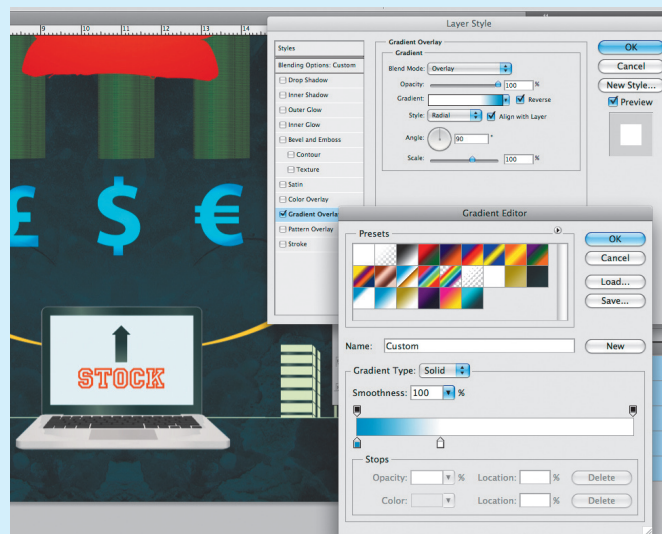 9 10 11 12 13 14
£ $ €
STOCK
Layer Style
Styles
Blending Options: Custom
Drop Shadow
Inner Shadow
Outer Glow
Inner Glow
Bevel and Emboss
Contour
Texture
Satin
Color Overlay
Gradient Overlay
Pattern Overlay
Stroke
Gradient Overlay
Gradient
Blend Mode: Overlay
Opacity: 100 %
Gradient: Reverse
Style: Radial Align with Layer
Angle: 90 °
Scale: 100 %
OK
Cancel
New Style...
Preview
Gradient Editor
Presets
OK
Cancel
Load...
Save...
Name: Custom New
Gradient Type: Solid
Smoothness: 100 %
Stops
Opacity: % Location: % Delete
Color: Location: % Delete